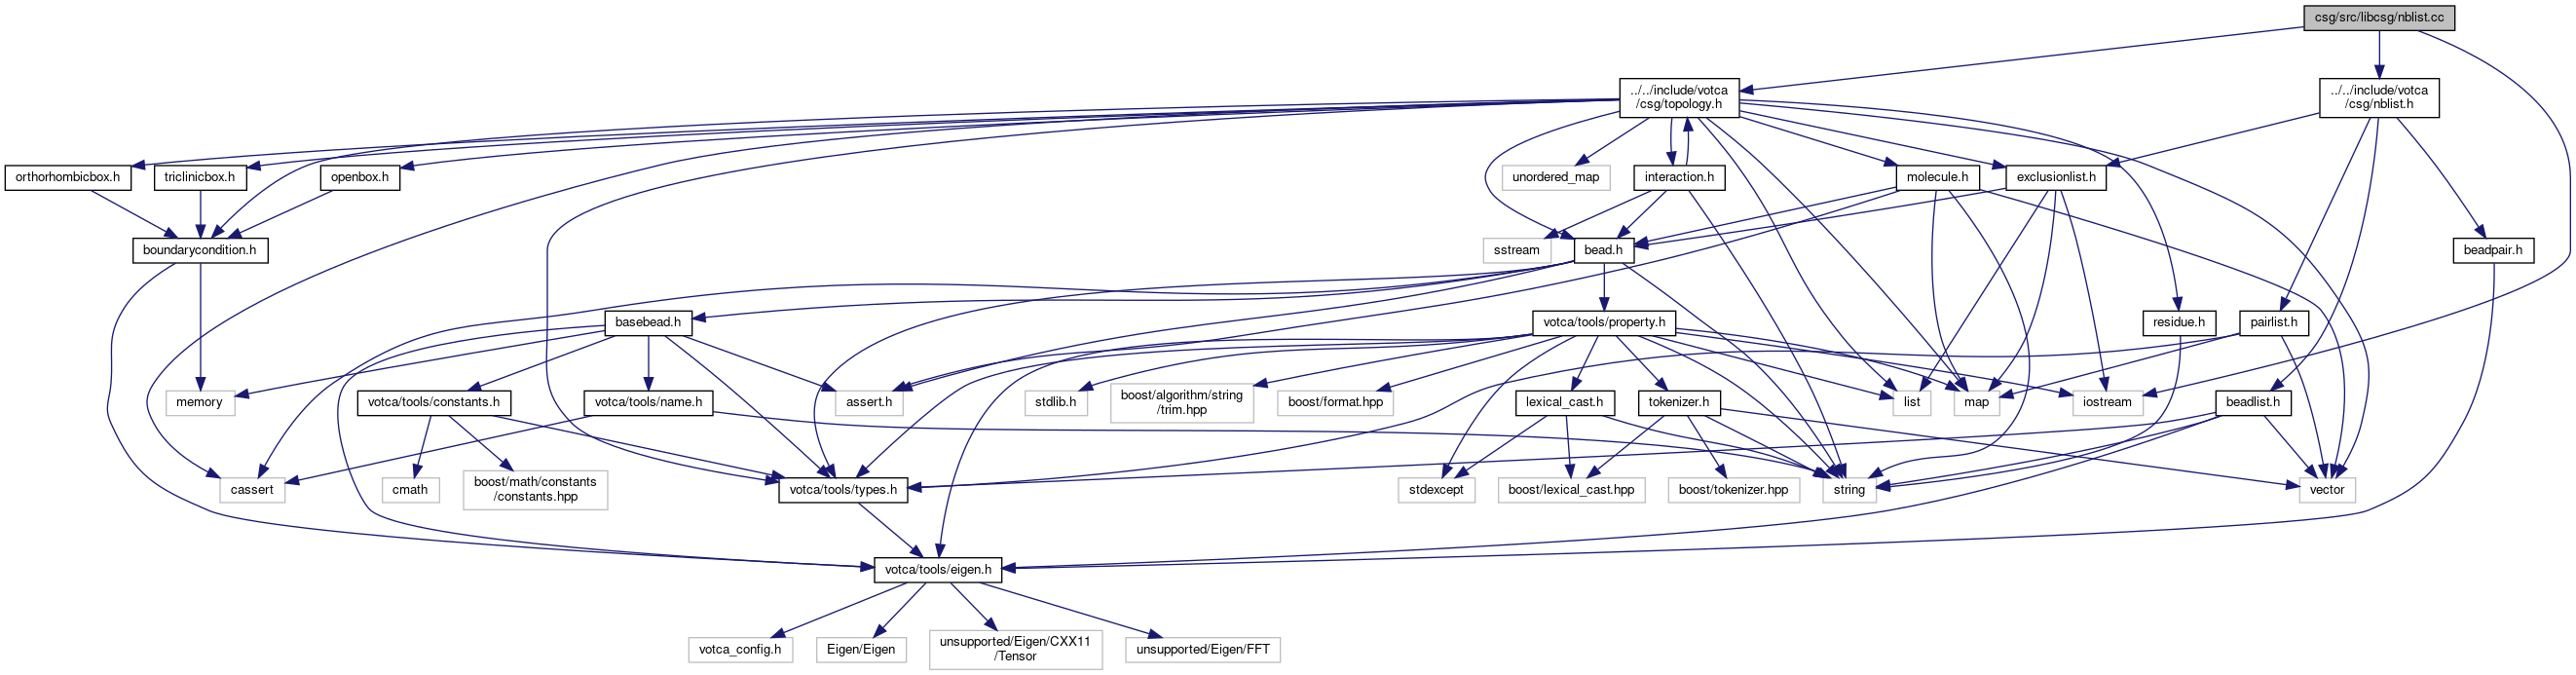 csg/src/libcsg/nblist.cc
../../include/votca
/csg/topology.h
../../include/votca
/csg/nblist.h
orthorhombicbox.h
triclinicbox.h
openbox.h
unordered_map
interaction.h
molecule.h
exclusionlist.h
boundarycondition.h
sstream
bead.h
beadpair.h
basebead.h
votca/tools/property.h
residue.h
pairlist.h
memory
votca/tools/constants.h
votca/tools/name.h
assert.h
stdlib.h
boost/algorithm/string
/trim.hpp
boost/format.hpp
lexical_cast.h
tokenizer.h
list
map
iostream
beadlist.h
cassert
cmath
boost/math/constants
/constants.hpp
votca/tools/types.h
stdexcept
boost/lexical_cast.hpp
boost/tokenizer.hpp
string
vector
votca/tools/eigen.h
votca_config.h
Eigen/Eigen
unsupported/Eigen/CXX11
/Tensor
unsupported/Eigen/FFT